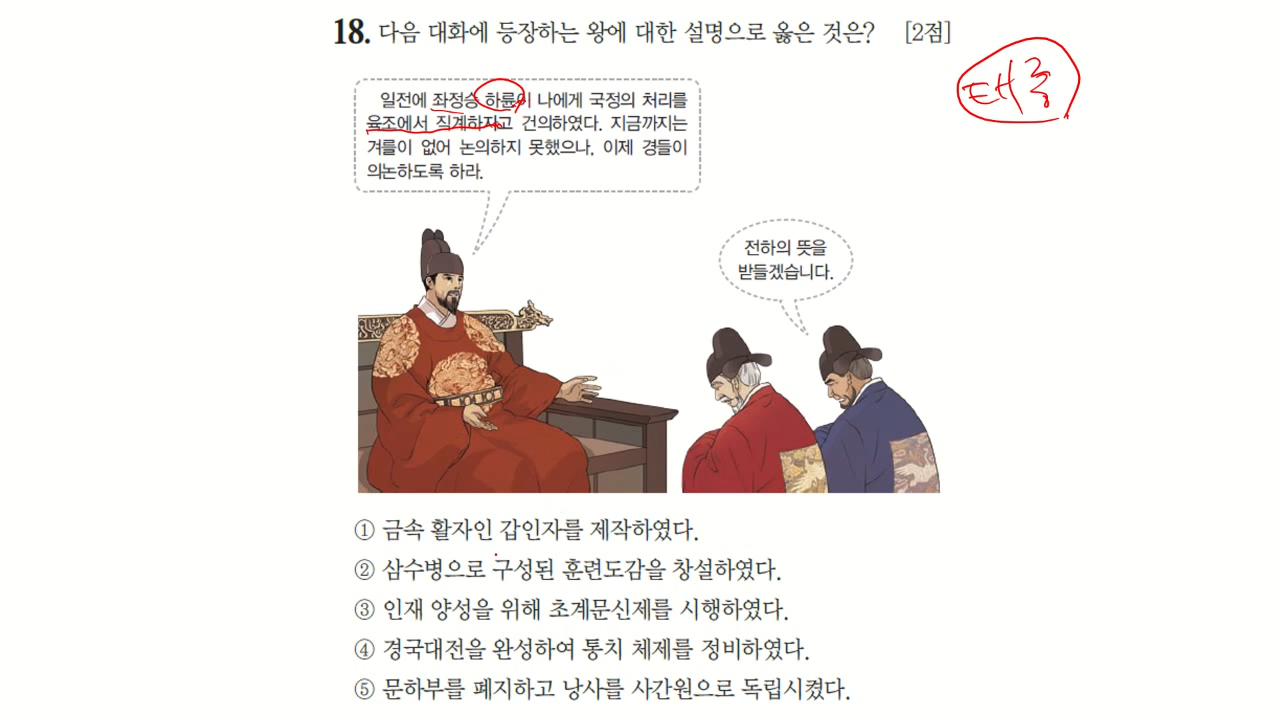 18. 다음 대화에 등장하는 왕에 대한 설명으로 옳은 것은? [2점]
태종
일전에 좌정승 하륜이 나에게 국정의 처리를
육조에서 직계하자고 건의하였다. 지금까지는
겨를이 없어 논의하지 못했으나, 이제 경들이
의논하도록 하라.
전하의 뜻을
받들겠습니다.
① 금속 활자인 갑인자를 제작하였다.
② 삼수병으로 구성된 훈련도감을 창설하였다.
③ 인재 양성을 위해 초계문신제를 시행하였다.
④ 경국대전을 완성하여 통치 체제를 정비하였다.
⑤ 문하부를 폐지하고 낭사를 사간원으로 독립시켰다.